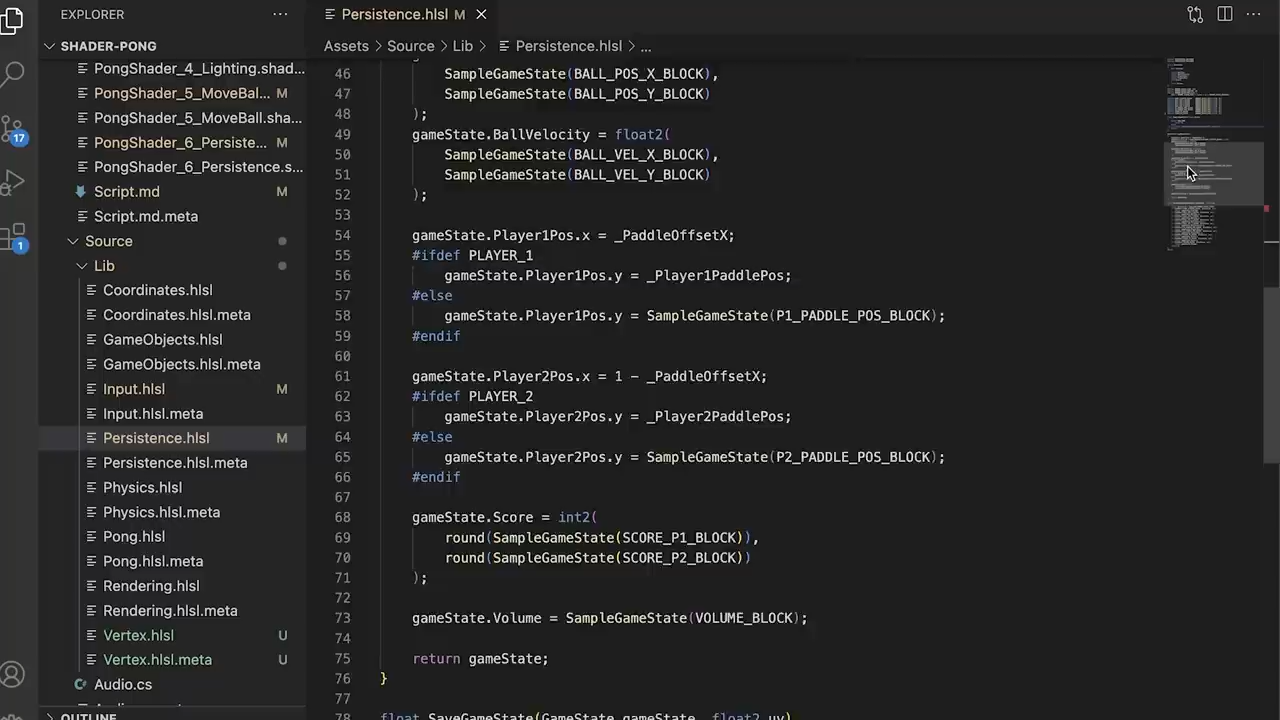 EXPLORER
SHADER-PONG
PongShader_4_Lighting.shad...
PongShader_5_MoveBal... M
PongShader_5_MoveBall.sha...
PongShader_6_Persiste... M
PongShader_6_Persistence.s...
Script.md M
Script.md.meta
Source
Lib
Coordinates.hlsl
Coordinates.hlsl.meta
GameObjects.hlsl
GameObjects.hlsl.meta
Input.hlsl M
Input.hlsl.meta
Persistence.hlsl M
Persistence.hlsl.meta
Physics.hlsl
Physics.hlsl.meta
Pong.hlsl
Pong.hlsl.meta
Rendering.hlsl
Rendering.hlsl.meta
Vertex.hlsl U
Vertex.hlsl.meta U
Audio.cs
OUTLINE
17
1
Persistence.hlsl M
Assets > Source > Lib > Persistence.hlsl > ...
46 SampleGameState(BALL_POS_X_BLOCK),
47 SampleGameState(BALL_POS_Y_BLOCK)
48 );
49 gameState.BallVelocity = float2(
50 SampleGameState(BALL_VEL_X_BLOCK),
51 SampleGameState(BALL_VEL_Y_BLOCK)
52 );
53
54 gameState.Player1Pos.x = _PaddleOffsetX;
55 #ifdef PLAYER_1
56 gameState.Player1Pos.y = _Player1PaddlePos;
57 #else
58 gameState.Player1Pos.y = SampleGameState(P1_PADDLE_POS_BLOCK);
59 #endif
60
61 gameState.Player2Pos.x = 1 - _PaddleOffsetX;
62 #ifdef PLAYER_2
63 gameState.Player2Pos.y = _Player2PaddlePos;
64 #else
65 gameState.Player2Pos.y = SampleGameState(P2_PADDLE_POS_BLOCK);
66 #endif
67
68 gameState.Score = int2(
69 round(SampleGameState(SCORE_P1_BLOCK)),
70 round(SampleGameState(SCORE_P2_BLOCK))
71 );
72
73 gameState.Volume = SampleGameState(VOLUME_BLOCK);
74
75 return gameState;
76 }
77
78 float SaveGameState(GameState gameState, float2 uv)